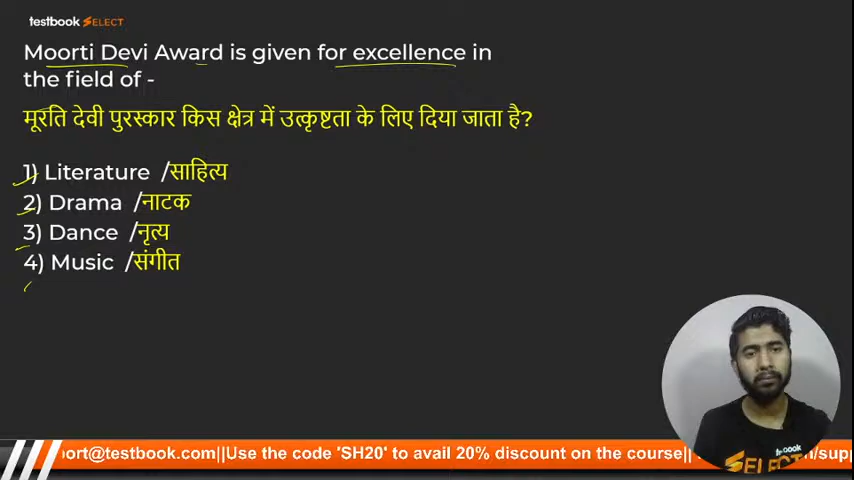 testbook SELECT
Moorti Devi Award is given for excellence in
the field of -
मूरति देवी पुरस्कार किस क्षेत्र में उत्कृष्टता के लिए दिया जाता है?
1) Literature /साहित्य
2) Drama /नाटक
3) Dance /नृत्य
4) Music /संगीत
SELECT
ort@testbook.com||Use the code 'SH20' to avail 20% discount on the course||